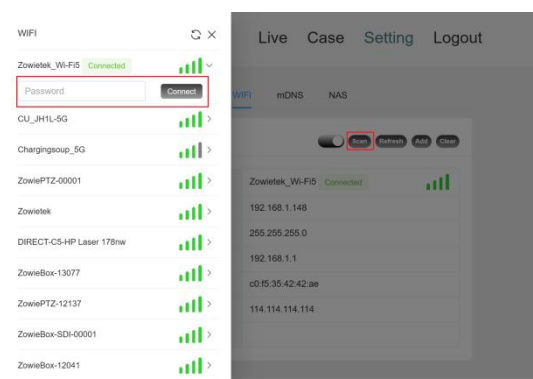 WIFI
Zowietek_Wi-Fi5 Connected
Password Connect
CU_JH1L-5G
Chargingsoup_5G
ZowiePTZ-00001
Zowietek
DIRECT-C5-HP Laser 178nw
ZowieBox-13077
ZowiePTZ-12137
ZowieBox-SDI-00001
ZowieBox-12041
Live Case Setting Logout
WIFI mDNS NAS
Scan Refresh Add Clear
Zowietek_Wi-Fi5 Connected
192.168.1.148
255.255.255.0
192.168.1.1
c0:f5:35:42:42:ae
114.114.114.114